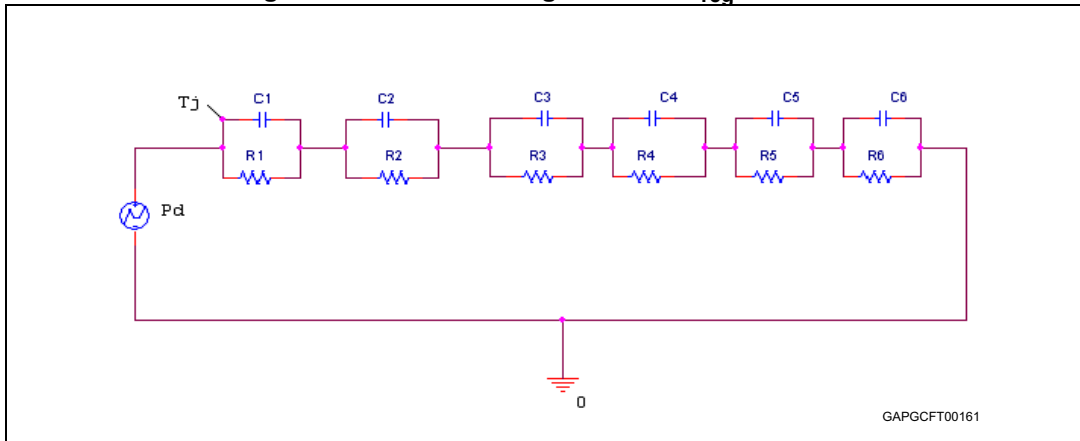 Tj
C1 C2 C3 C4 C5 C6
R1 R2 R3 R4 R5 R6
Pd
0
GAPGCFT00161